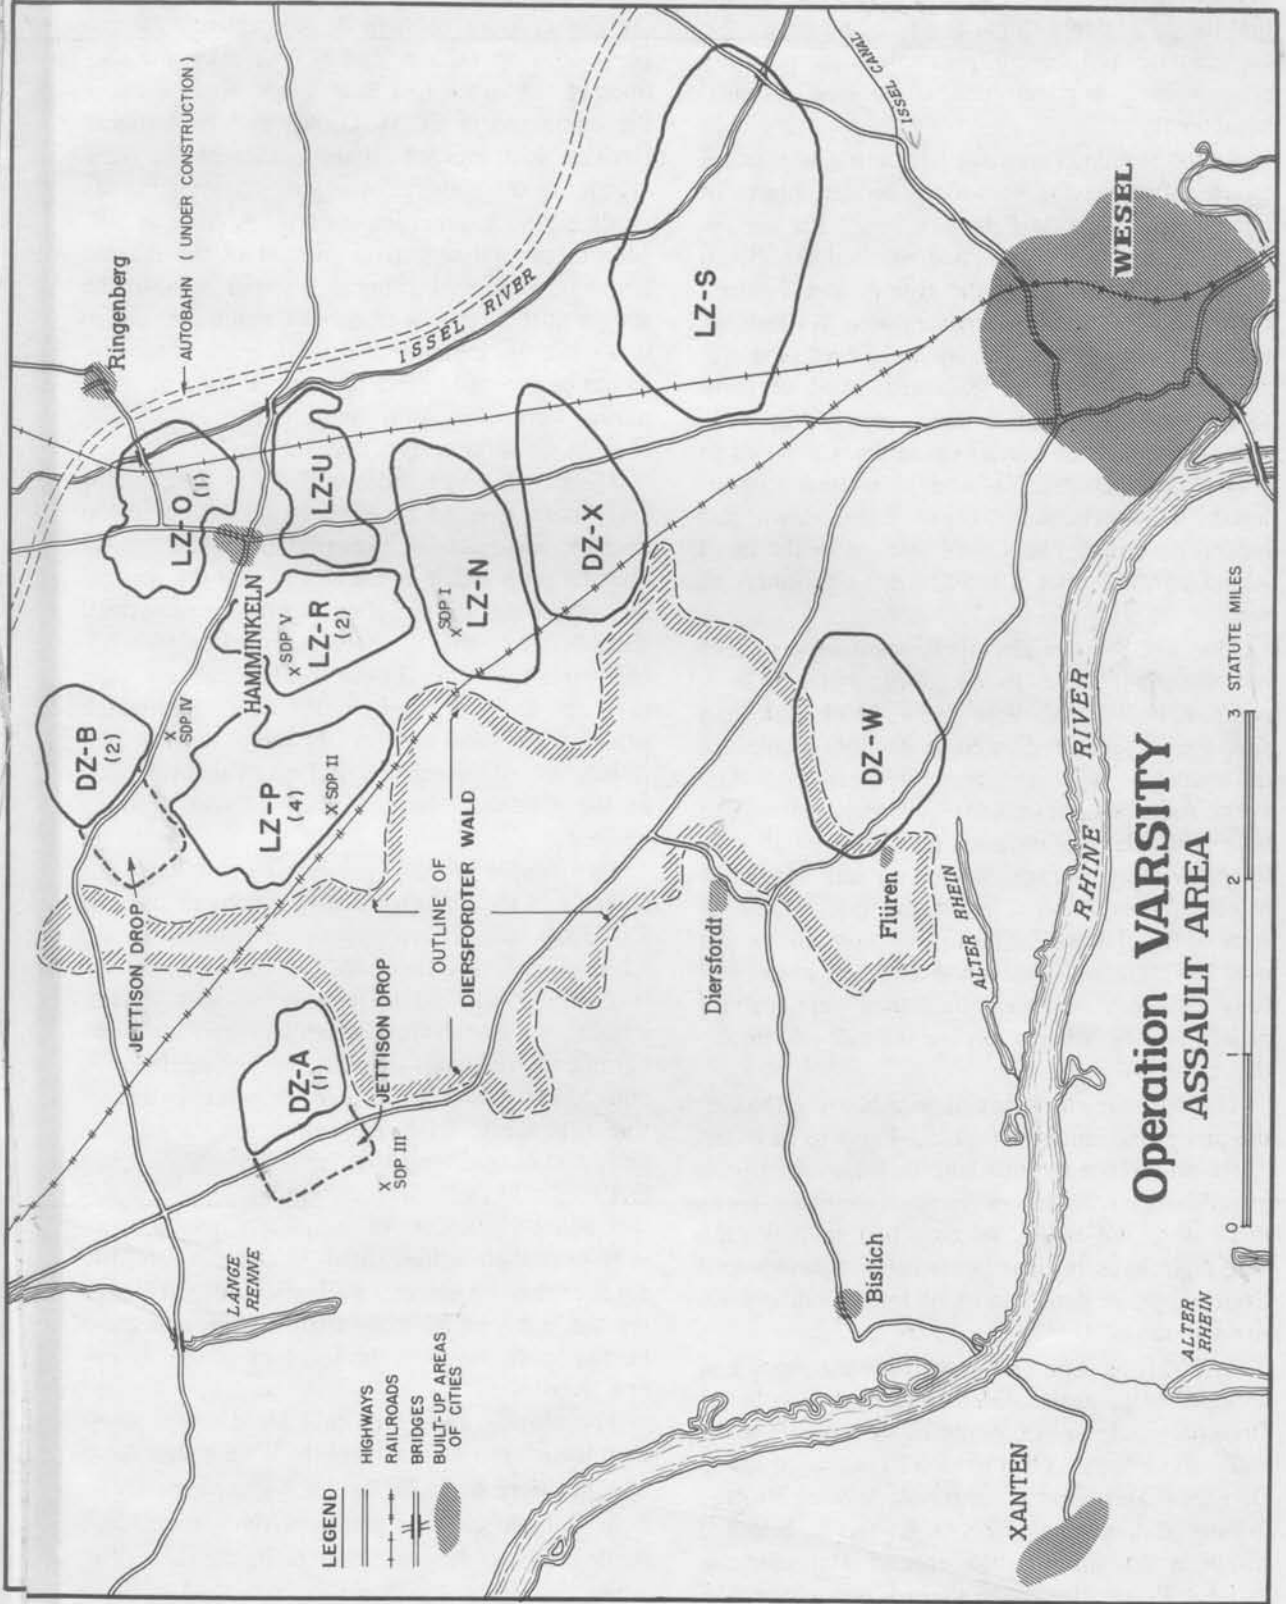 Ringenberg
AUTOBAHN ( UNDER CONSTRUCTION )
ISSEL RIVER
ISSEL CANAL
WESEL
LZ-S
LZ-O
(1)
LZ-U
HAMMINKELN
X SDP V
LZ-R
(2)
X SDP I
LZ-N
DZ-X
DZ-B
(2)
X
SDP IV
LZ-P
(4)
X SDP II
JETTISON DROP
OUTLINE OF
DIERSFORDTER WALD
DZ-W
DZ-A
(1)
JETTISON DROP
X
SDP III
Diersfordt
Flüren
ALTER RHEIN
ALTER RHEIN
RHINE RIVER
LANGE
RENNE
Bislich
XANTEN
ALTER
RHEIN
LEGEND
HIGHWAYS
RAILROADS
BRIDGES
BUILT-UP AREAS
OF CITIES
Operation VARSITY
ASSAULT AREA
0 1 2 3 STATUTE MILES